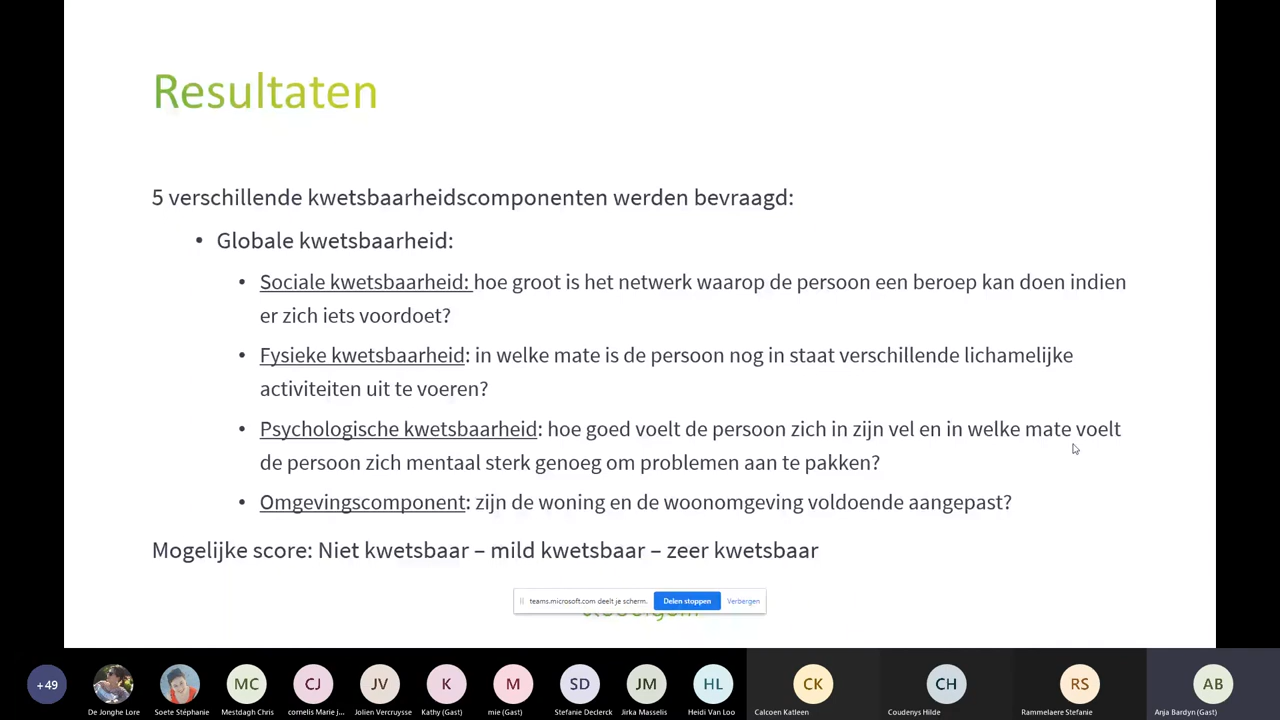 Resultaten
5 verschillende kwetsbaarheidscomponenten werden bevraagd:
• Globale kwetsbaarheid:
• Sociale kwetsbaarheid: hoe groot is het netwerk waarop de persoon een beroep kan doen indien
er zich iets voordoet?
• Fysieke kwetsbaarheid: in welke mate is de persoon nog in staat verschillende lichamelijke
activiteiten uit te voeren?
• Psychologische kwetsbaarheid: hoe goed voelt de persoon zich in zijn vel en in welke mate voelt
de persoon zich mentaal sterk genoeg om problemen aan te pakken?
• Omgevingscomponent: zijn de woning en de woonomgeving voldoende aangepast?
Mogelijke score: Niet kwetsbaar – mild kwetsbaar – zeer kwetsbaar
teams.microsoft.com deelt je scherm. Delen stoppen Verbergen
+49 MC CJ JV K M SD JM HL CK CH RS AB
De Jonghe Lore Soete Stéphanie Mestdagh Chris cornelis Marie j... Jolien Vercruysse Kathy (Gast) mie (Gast) Stefanie Declerck Jirka Masselis Heidi Van Loo Calcoen Katleen Coudenys Hilde Rammelaere Stefanie Anja Bardyn (Gast)